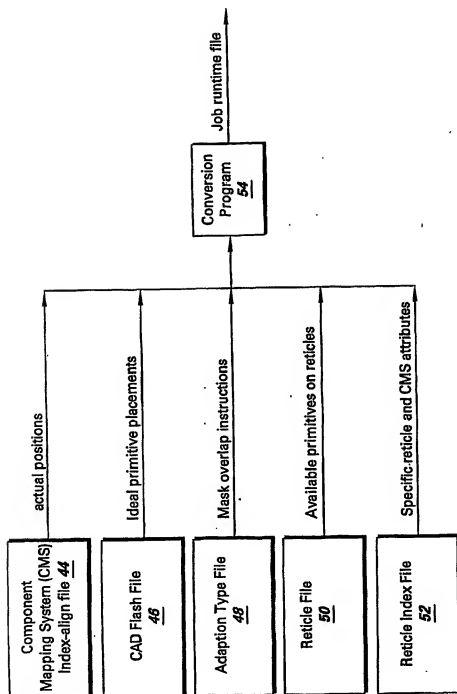 Component
Mapping System (CMS)
Index-align file 44
actual positions
CAD Flash File
46
Ideal primitive placements
Adaption Type File
48
Mask overlap instructions
Reticle File
50
Available primitives on reticles
Reticle Index File
52
Specific reticle and CMS attributes
Conversion
Program
54
Job runtime file